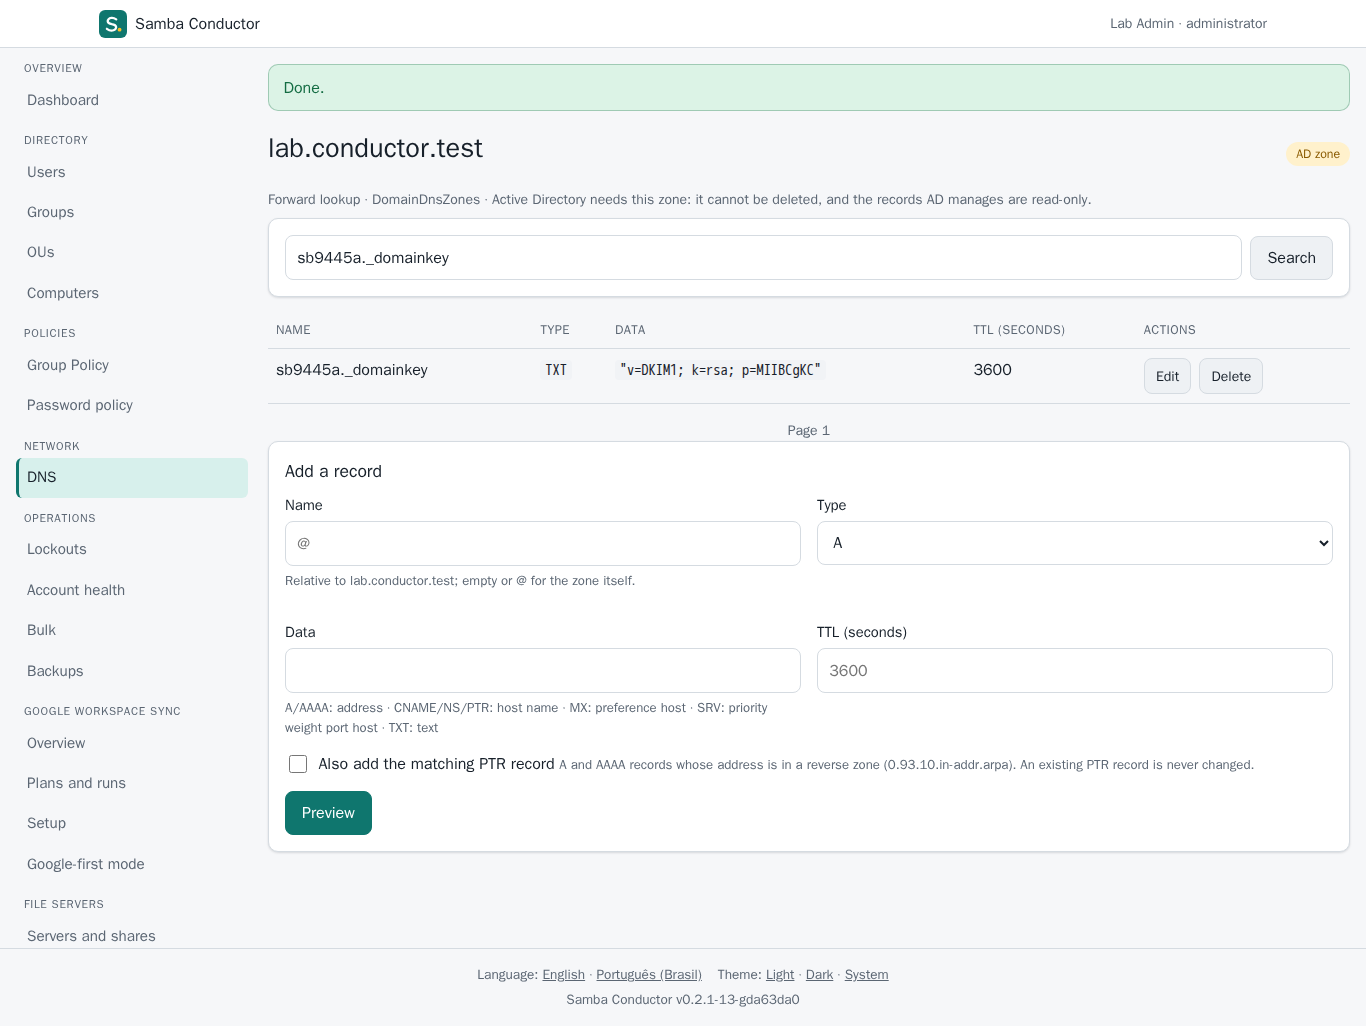 S. Samba Conductor
Lab Admin · administrator
OVERVIEW
Dashboard
DIRECTORY
Users
Groups
OUs
Computers
POLICIES
Group Policy
Password policy
NETWORK
DNS
OPERATIONS
Lockouts
Account health
Bulk
Backups
GOOGLE WORKSPACE SYNC
Overview
Plans and runs
Setup
Google-first mode
FILE SERVERS
Servers and shares
Done.
lab.conductor.test
AD zone
Forward lookup · DomainDnsZones · Active Directory needs this zone: it cannot be deleted, and the records AD manages are read-only.
sb9445a._domainkey
Search
NAME TYPE DATA TTL (SECONDS) ACTIONS
sb9445a._domainkey TXT "v=DKIM1; k=rsa; p=MIIBCgKC" 3600 Edit Delete
Page 1
Add a record
Name Type
@ A
Relative to lab.conductor.test; empty or @ for the zone itself.
Data TTL (seconds)
3600
A/AAAA: address · CNAME/NS/PTR: host name · MX: preference host · SRV: priority
weight port host · TXT: text
Also add the matching PTR record A and AAAA records whose address is in a reverse zone (0.93.10.in-addr.arpa). An existing PTR record is never changed.
Preview
Language: English · Português (Brasil) Theme: Light · Dark · System
Samba Conductor v0.2.1-13-gda63da0